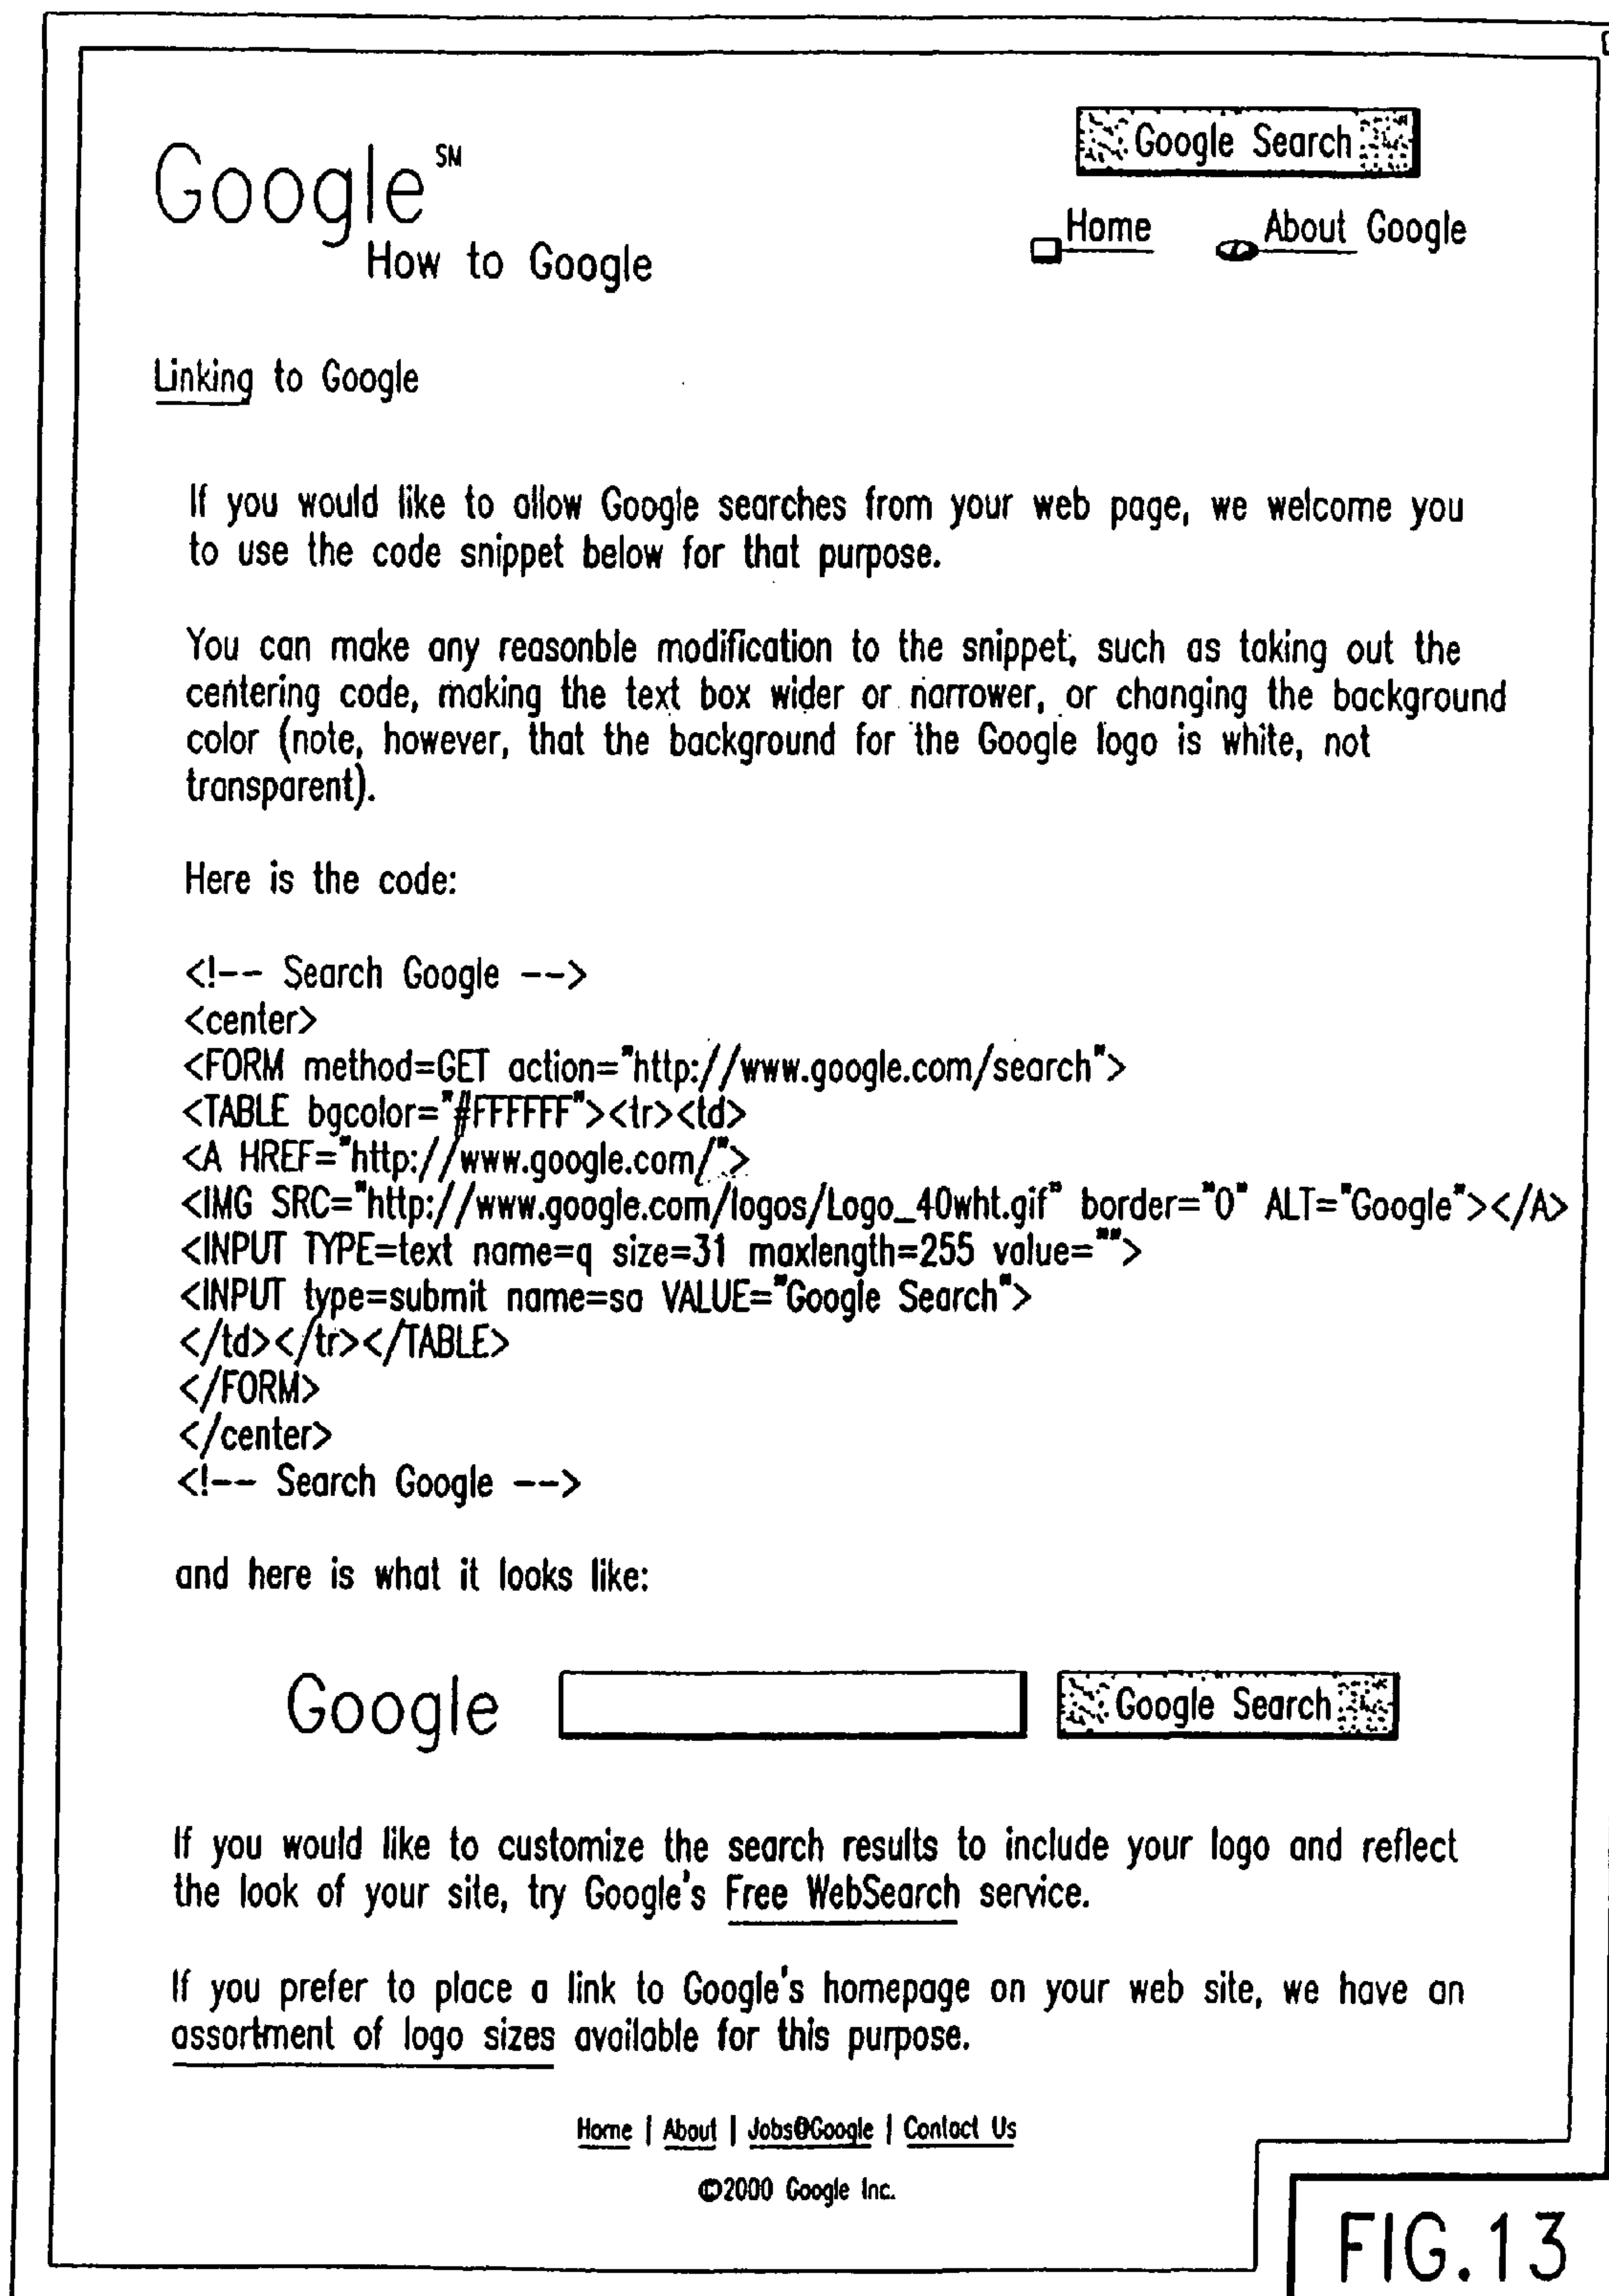 Google℠
Google Search
How to Google
Home About Google
Linking to Google
If you would like to allow Google searches from your web page, we welcome you
to use the code snippet below for that purpose.
You can make any reasonble modification to the snippet, such as taking out the
centering code, making the text box wider or narrower, or changing the background
color (note, however, that the background for the Google logo is white, not
transparent).
Here is the code:
<!-- Search Google -->
<center>
<FORM method=GET action="http://www.google.com/search">
<TABLE bgcolor="#FFFFFF"><tr><td>
<A HREF="http://www.google.com/">
<IMG SRC="http://www.google.com/logos/Logo_40wht.gif" border="0" ALT="Google"></A>
<INPUT TYPE=text name=q size=31 maxlength=255 value="">
<INPUT type=submit name=sa VALUE="Google Search">
</td></tr></TABLE>
</FORM>
</center>
<!-- Search Google -->
and here is what it looks like:
Google Google Search
If you would like to customize the search results to include your logo and reflect
the look of your site, try Google's Free WebSearch service.
If you prefer to place a link to Google's homepage on your web site, we have an
assortment of logo sizes available for this purpose.
Home | About | Jobs@Google | Contact Us
©2000 Google Inc.
FIG.13